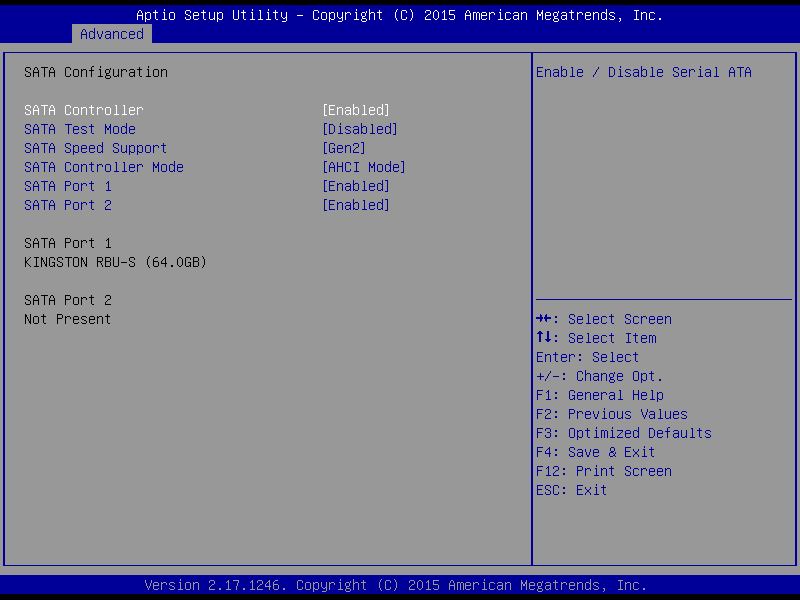 Aptio Setup Utility – Copyright (C) 2015 American Megatrends, Inc.
Advanced
SATA Configuration
SATA Controller [Enabled]
SATA Test Mode [Disabled]
SATA Speed Support [Gen2]
SATA Controller Mode [AHCI Mode]
SATA Port 1 [Enabled]
SATA Port 2 [Enabled]
SATA Port 1
KINGSTON RBU-S (64.0GB)
SATA Port 2
Not Present
Enable / Disable Serial ATA
→←: Select Screen
↑↓: Select Item
Enter: Select
+/-: Change Opt.
F1: General Help
F2: Previous Values
F3: Optimized Defaults
F4: Save & Exit
F12: Print Screen
ESC: Exit
Version 2.17.1246. Copyright (C) 2015 American Megatrends, Inc.